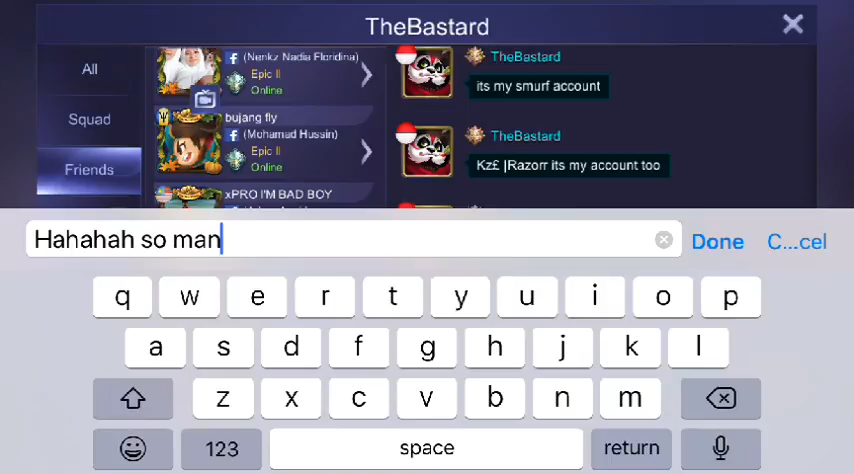 TheBastard
All
Squad
Friends
(Nenkz Nadia Floridina)
Epic II
Online
bujang fly
(Mohamad Hussin)
Epic II
Online
xPRO I'M BAD BOY
TheBastard
its my smurf account
TheBastard
Kz£ |Razorr its my account too
Hahahah so man
Done
C...cel
q w e r t y u i o p
a s d f g h j k l
z x c v b n m
123
space
return